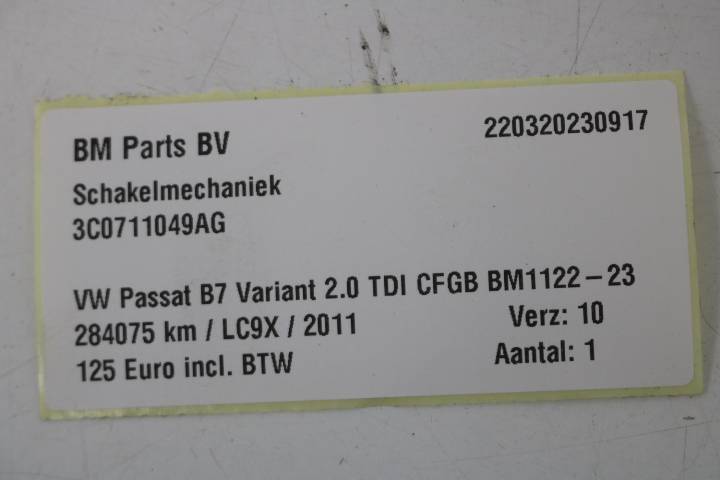 BM Parts BV 220320230917
Schakelmechaniek
3C0711049AG
VW Passat B7 Variant 2.0 TDI CFGB BM1122-23
284075 km / LC9X / 2011 Verz: 10
125 Euro incl. BTW Aantal: 1